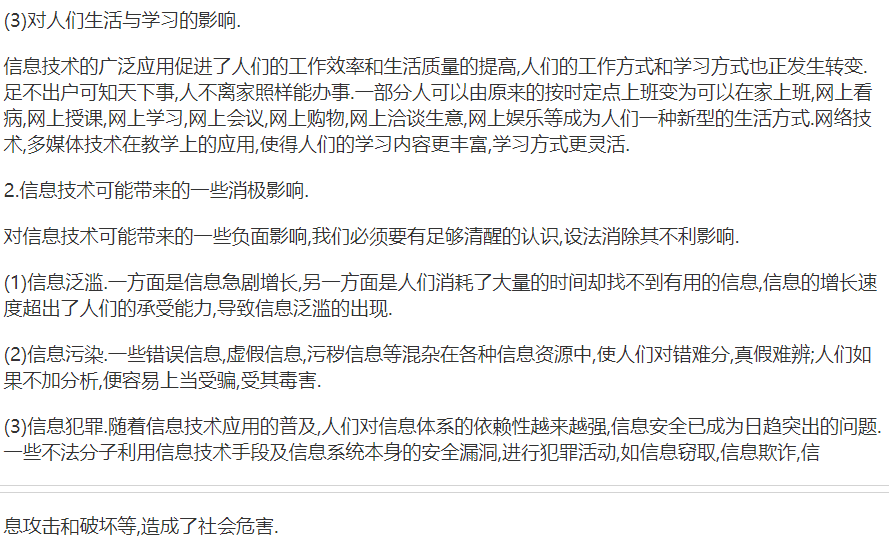 (3)对人们生活与学习的影响.
信息技术的广泛应用促进了人们的工作效率和生活质量的提高,人们的工作方式和学习方式也正发生转变.
足不出户可知天下事,人不离家照样能办事.一部分人可以由原来的按时定点上班变为可以在家上班,网上看
病,网上授课,网上学习,网上会议,网上购物,网上洽谈生意,网上娱乐等成为人们一种新型的生活方式.网络技
术,多媒体技术在教学上的应用,使得人们的学习内容更丰富,学习方式更灵活.
2.信息技术可能带来的一些消极影响.
对信息技术可能带来的一些负面影响,我们必须要有足够清醒的认识,设法消除其不利影响.
(1)信息泛滥.一方面是信息急剧增长,另一方面是人们消耗了大量的时间却找不到有用的信息,信息的增长速
度超出了人们的承受能力,导致信息泛滥的出现.
(2)信息污染.一些错误信息,虚假信息,污秽信息等混杂在各种信息资源中,使人们对错难分,真假难辨;人们如
果不加分析,便容易上当受骗,受其毒害.
(3)信息犯罪.随着信息技术应用的普及,人们对信息体系的依赖性越来越强,信息安全已成为日趋突出的问题.
一些不法分子利用信息技术手段及信息系统本身的安全漏洞,进行犯罪活动,如信息窃取,信息欺诈,信
息攻击和破坏等,造成了社会危害.